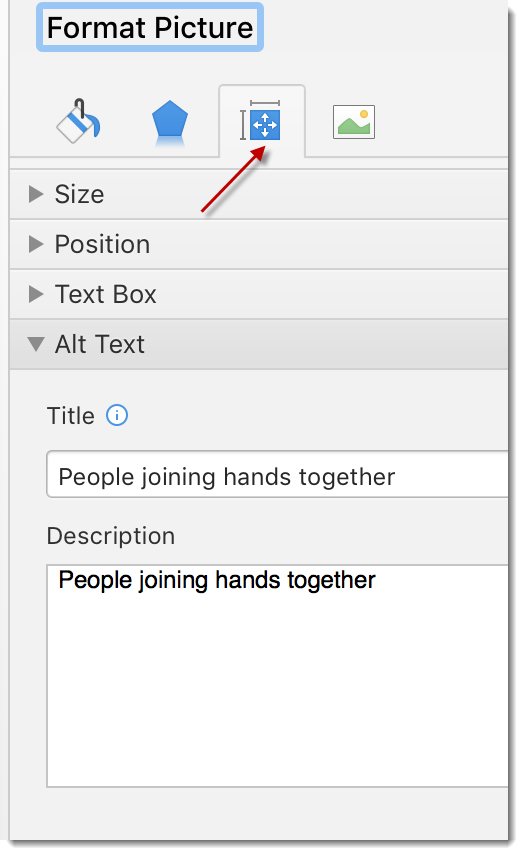 Format Picture
Size
Position
Text Box
Alt Text
Title
People joining hands together
Description
People joining hands together